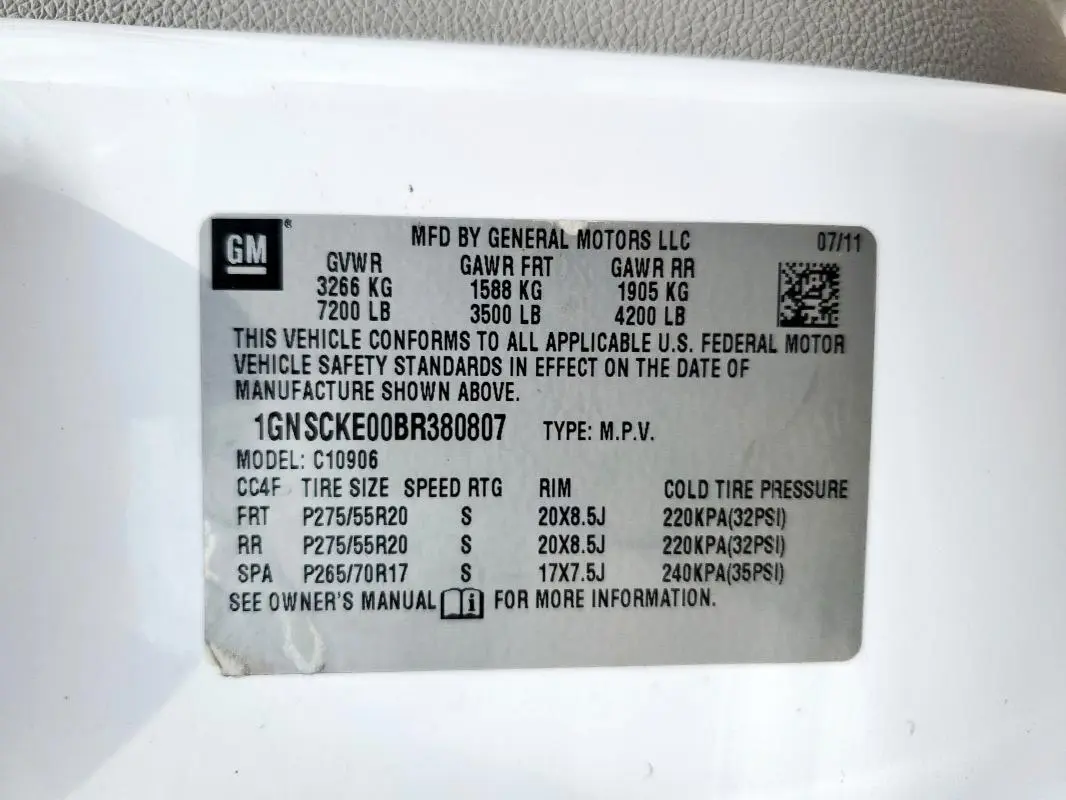 GM ® MFD BY GENERAL MOTORS LLC 07/11
GVWR GAWR FRT GAWR RR
3266 KG 1588 KG 1905 KG
7200 LB 3500 LB 4200 LB
THIS VEHICLE CONFORMS TO ALL APPLICABLE U.S. FEDERAL MOTOR
VEHICLE SAFETY STANDARDS IN EFFECT ON THE DATE OF
MANUFACTURE SHOWN ABOVE.
1GNSCKE00BR380807 TYPE: M.P.V.
MODEL: C10906
CC4F TIRE SIZE SPEED RTG RIM COLD TIRE PRESSURE
FRT P275/55R20 S 20X8.5J 220KPA(32PSI)
RR P275/55R20 S 20X8.5J 220KPA(32PSI)
SPA P265/70R17 S 17X7.5J 240KPA(35PSI)
SEE OWNER'S MANUAL i FOR MORE INFORMATION.